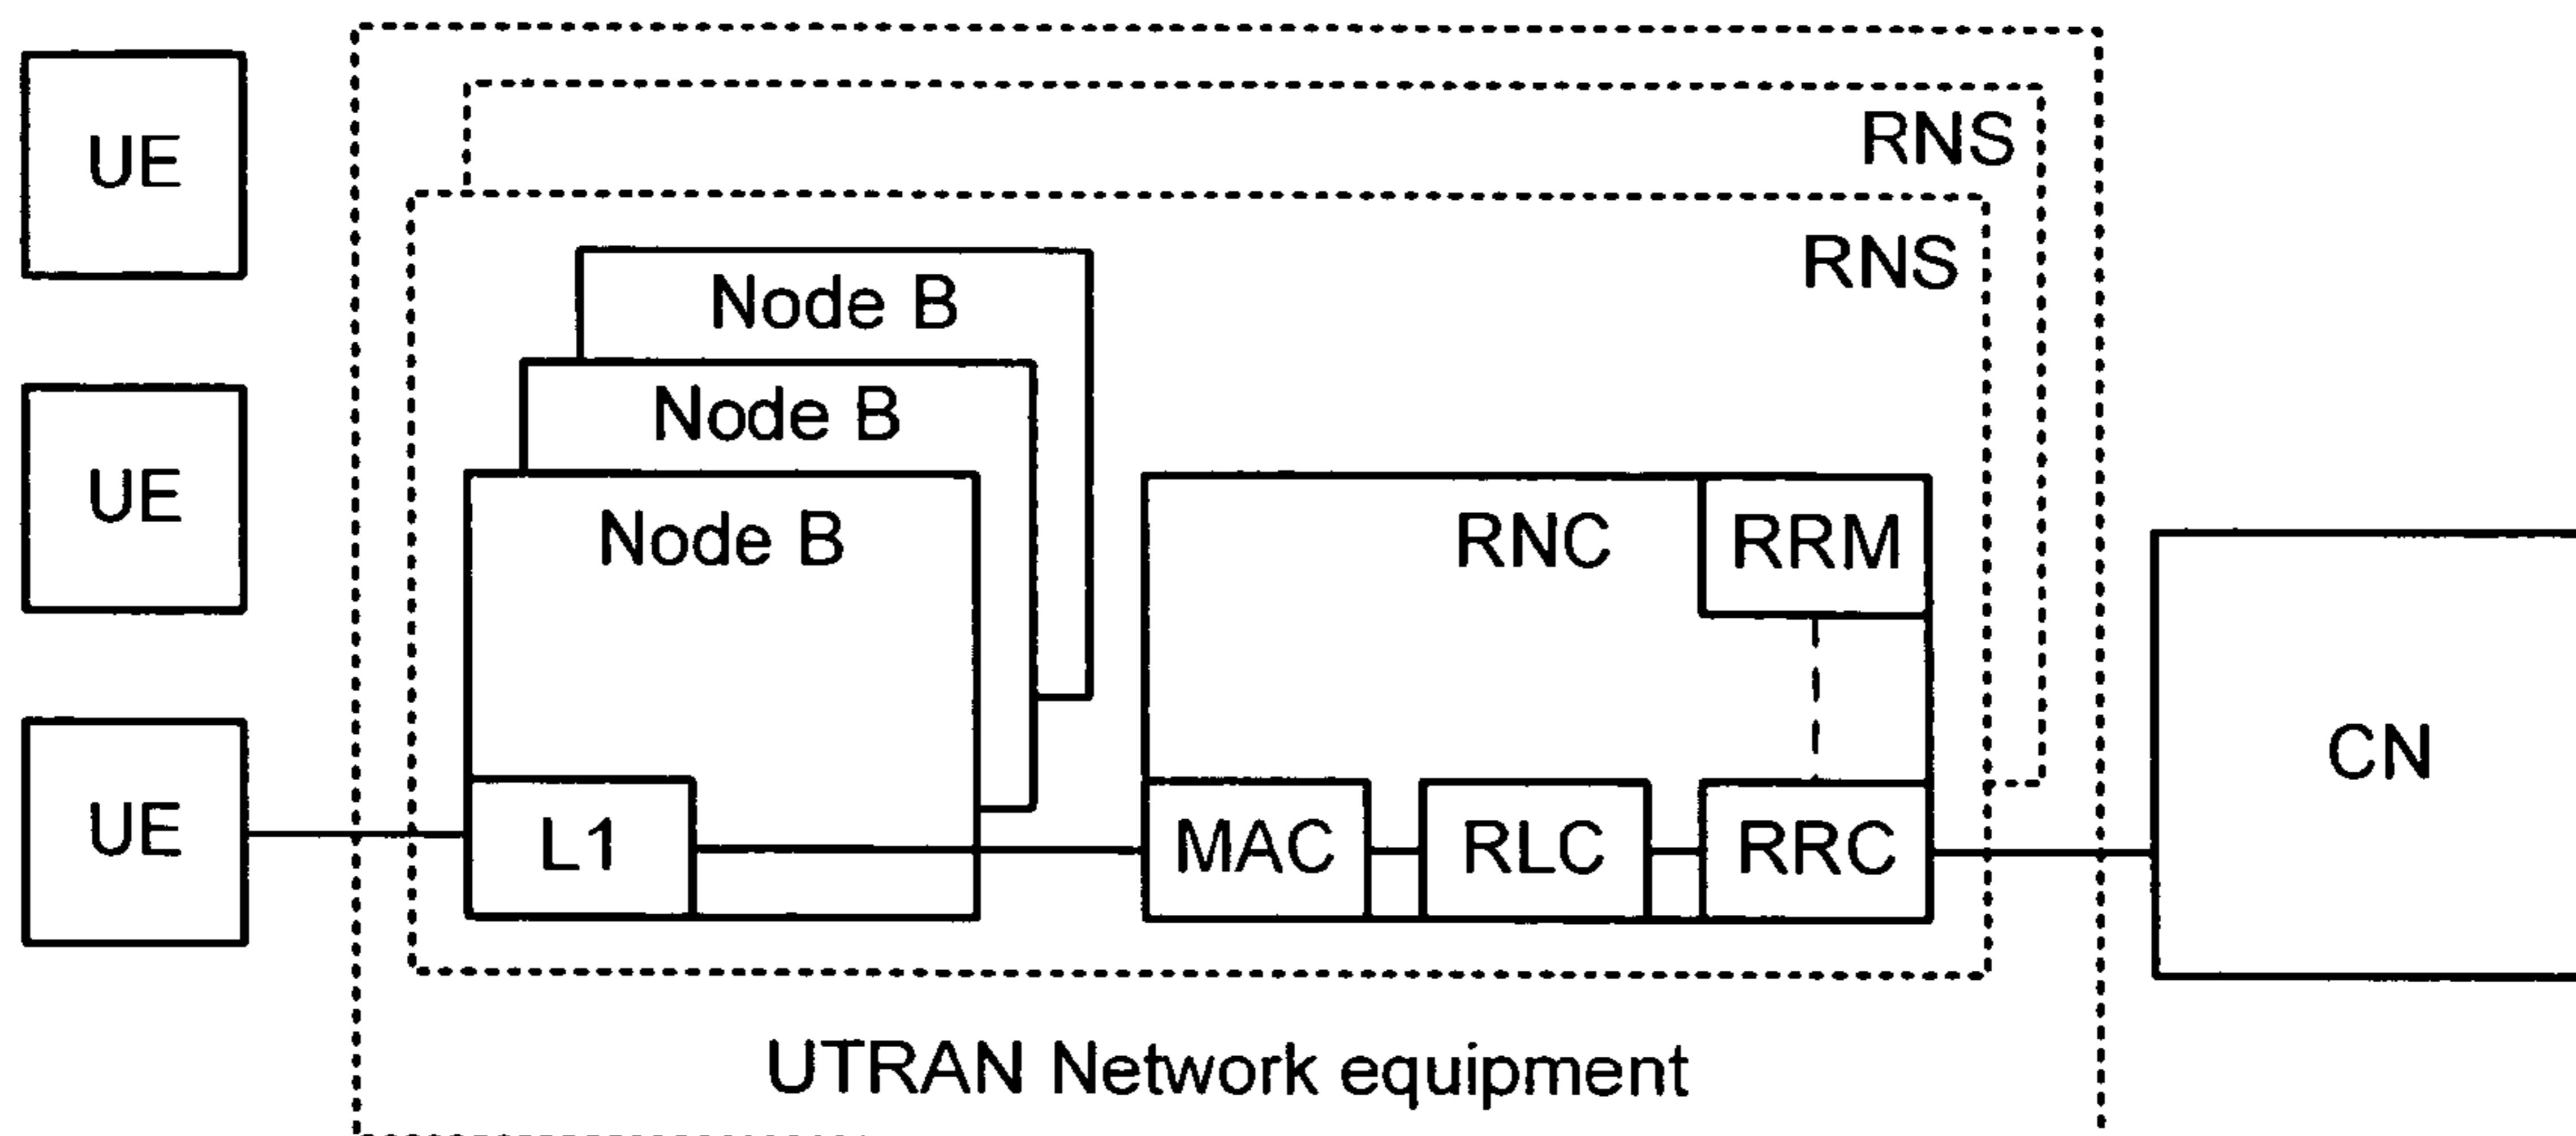 UE
RNS
RNS
Node B
Node B
UE
Node B
RNC
RRM
CN
UE
L1
MAC
RLC
RRC
UTRAN Network equipment